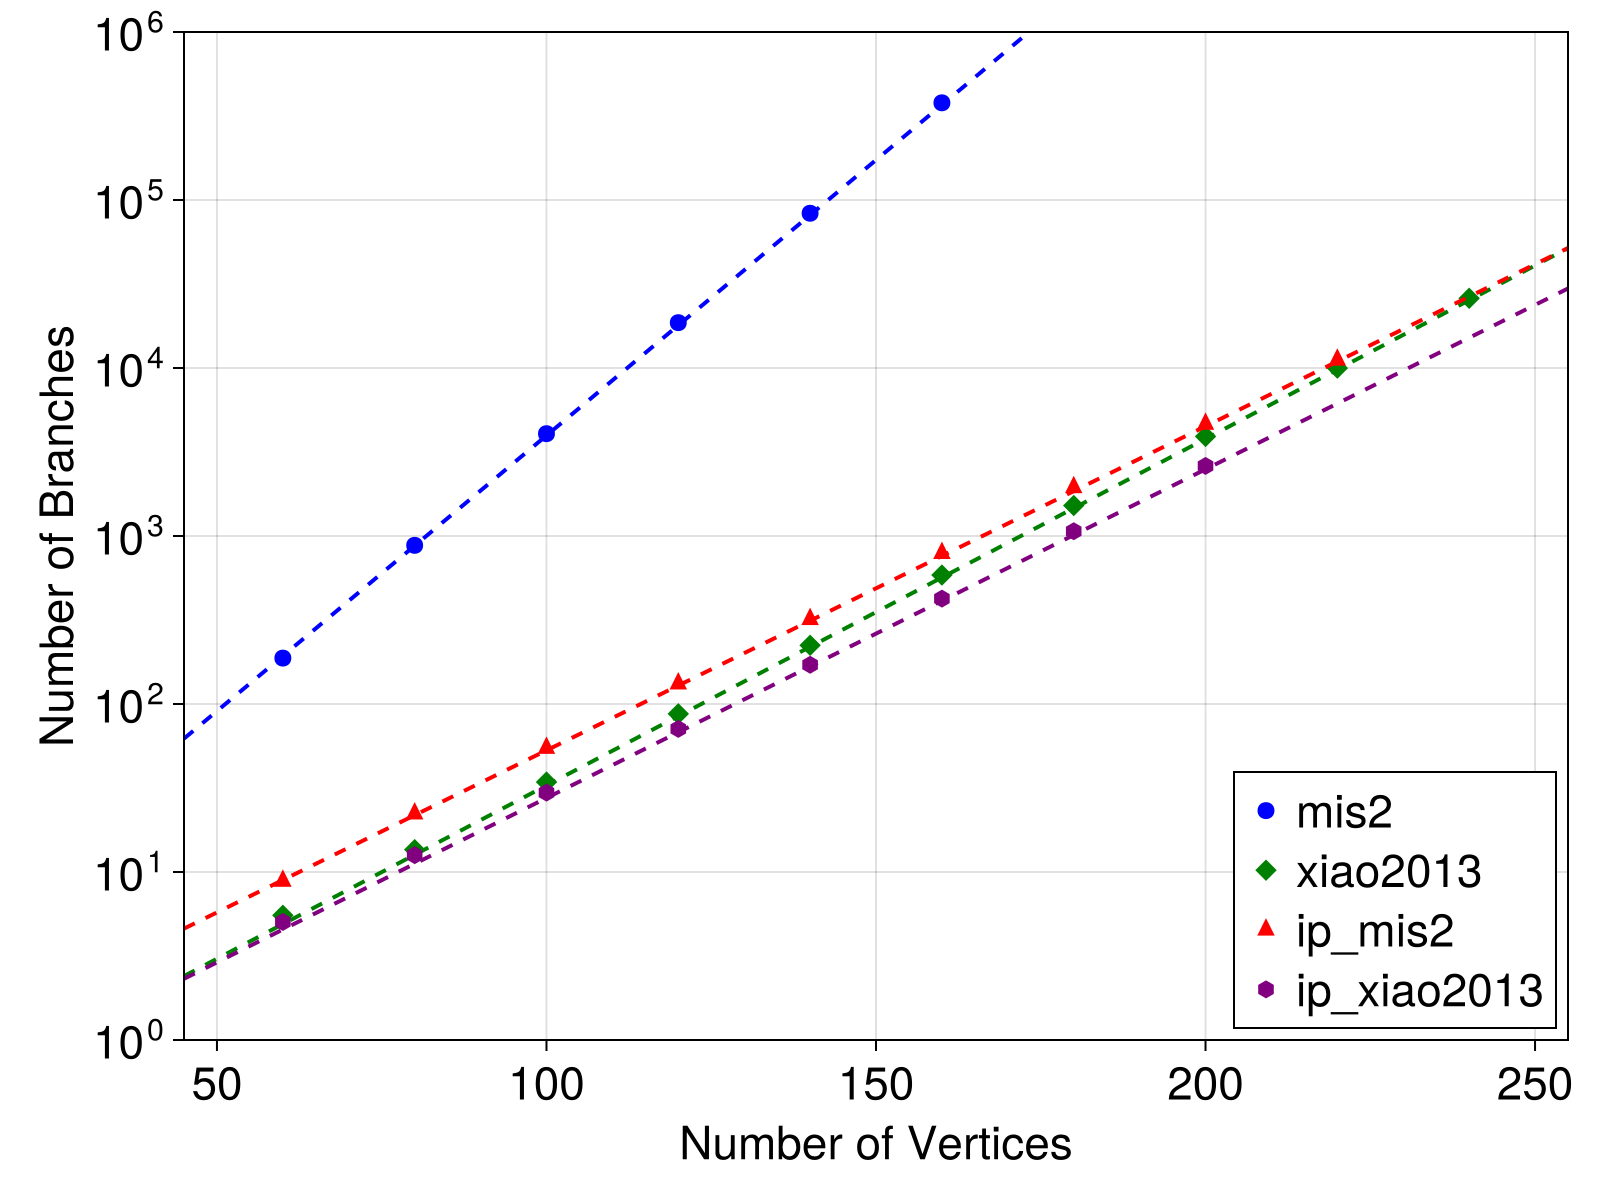 10^6
10^5
10^4
10^3
10^2
10^1
10^0
Number of Branches
mis2
xiao2013
ip_mis2
ip_xiao2013
50 100 150 200 250
Number of Vertices